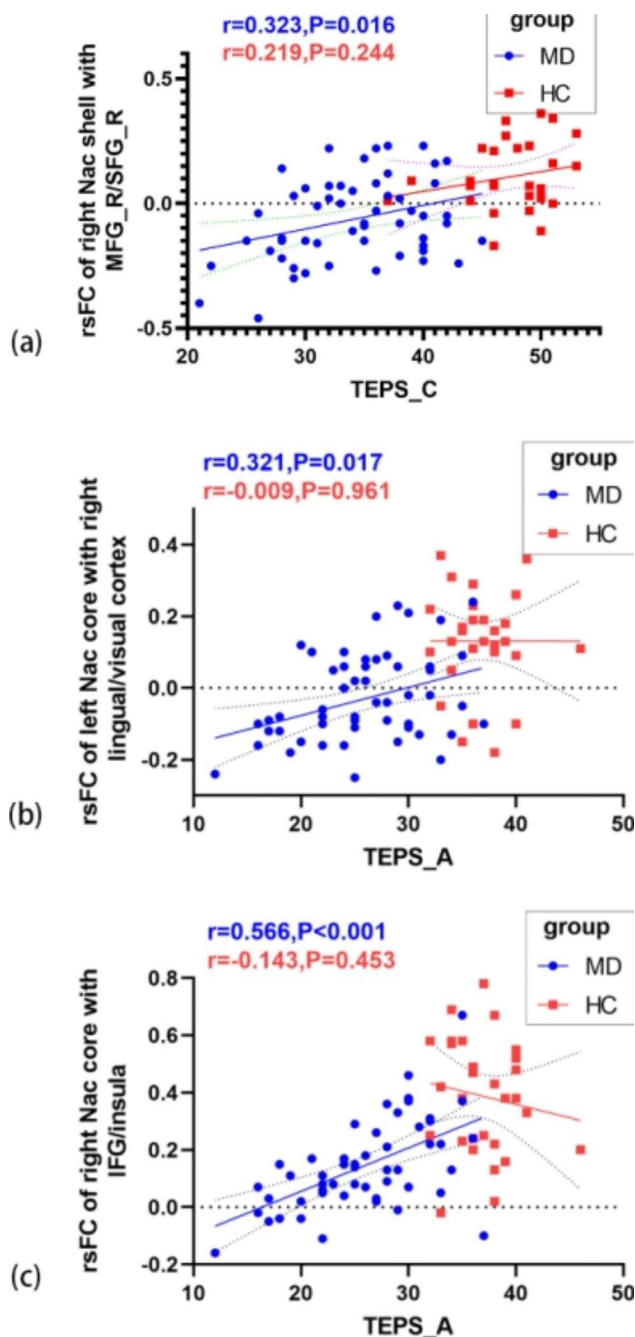 r=0.323,P=0.016
r=0.219,P=0.244
group
MD
HC
rsFC of right Nac shell with
MFG_R/SFG_R
0.5
0.0
-0.5
20 30 40 50
TEPS_C
(a)
r=0.321,P=0.017
r=-0.009,P=0.961
group
MD
HC
rsFC of left Nac core with right
lingual/visual cortex
0.4
0.2
0.0
-0.2
10 20 30 40 50
TEPS_A
(b)
r=0.566,P<0.001
r=-0.143,P=0.453
group
MD
HC
rsFC of right Nac core with
IFG/insula
0.8
0.6
0.4
0.2
0.0
-0.2
10 20 30 40 50
TEPS_A
(c)